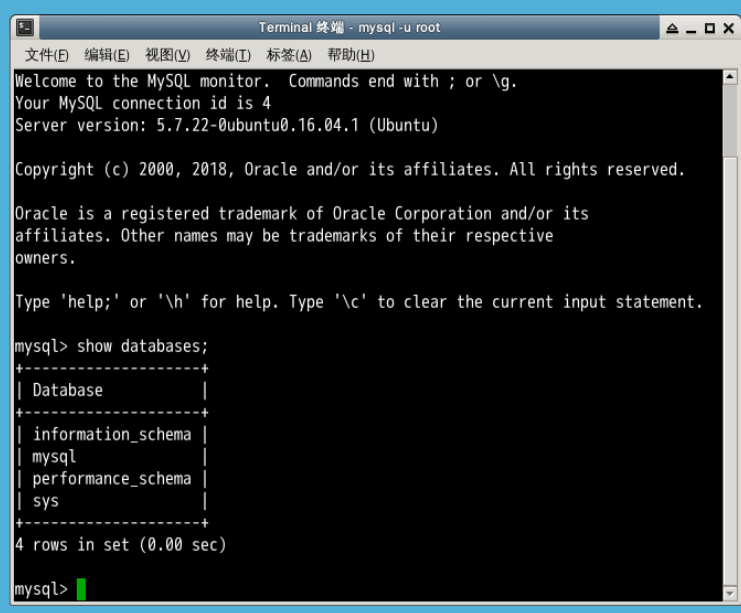 Terminal 终端 - mysql -u root
文件(F) 编辑(E) 视图(V) 终端(T) 标签(A) 帮助(H)
Welcome to the MySQL monitor.  Commands end with ; or \g.
Your MySQL connection id is 4
Server version: 5.7.22-0ubuntu0.16.04.1 (Ubuntu)
Copyright (c) 2000, 2018, Oracle and/or its affiliates. All rights reserved.
Oracle is a registered trademark of Oracle Corporation and/or its
affiliates. Other names may be trademarks of their respective
owners.
Type 'help;' or '\h' for help. Type '\c' to clear the current input statement.
mysql> show databases;
+--------------------+
| Database           |
+--------------------+
| information_schema |
| mysql              |
| performance_schema |
| sys                |
+--------------------+
4 rows in set (0.00 sec)
mysql>